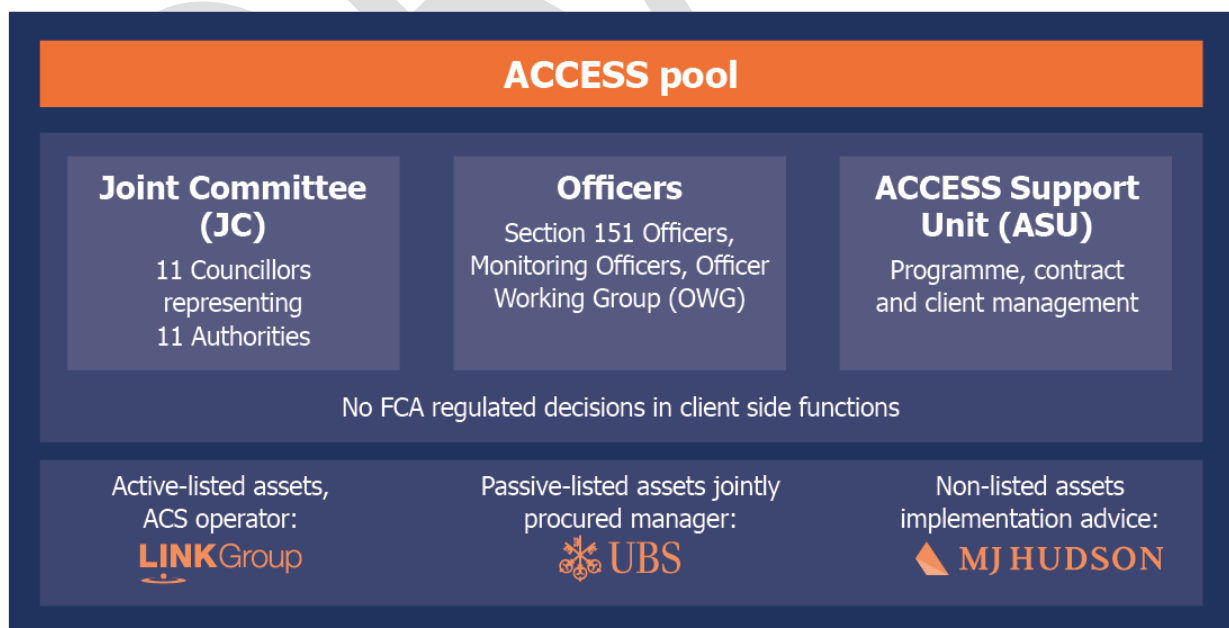 ACCESS pool
Joint Committee
(JC)
11 Councillors
representing
11 Authorities
Officers
Section 151 Officers,
Monitoring Officers, Officer
Working Group (OWG)
ACCESS Support
Unit (ASU)
Programme, contract
and client management
No FCA regulated decisions in client side functions
Active-listed assets,
ACS operator:
LINKGroup
Passive-listed assets jointly
procured manager:
UBS
Non-listed assets
implementation advice:
MJ HUDSON